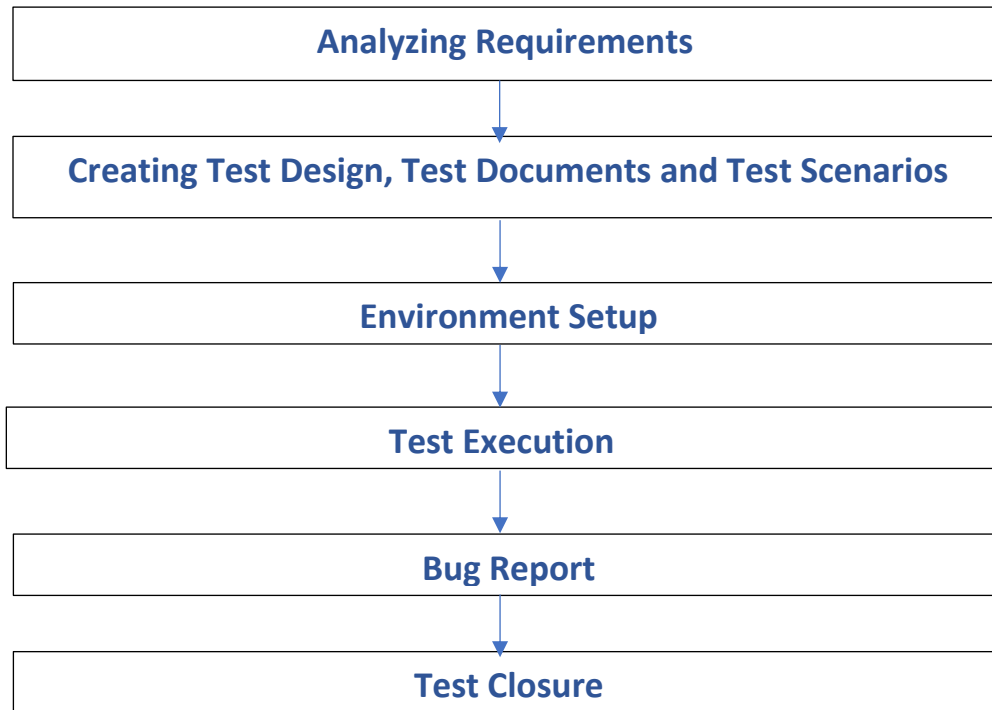 Analyzing Requirements
Creating Test Design, Test Documents and Test Scenarios
Environment Setup
Test Execution
Bug Report
Test Closure